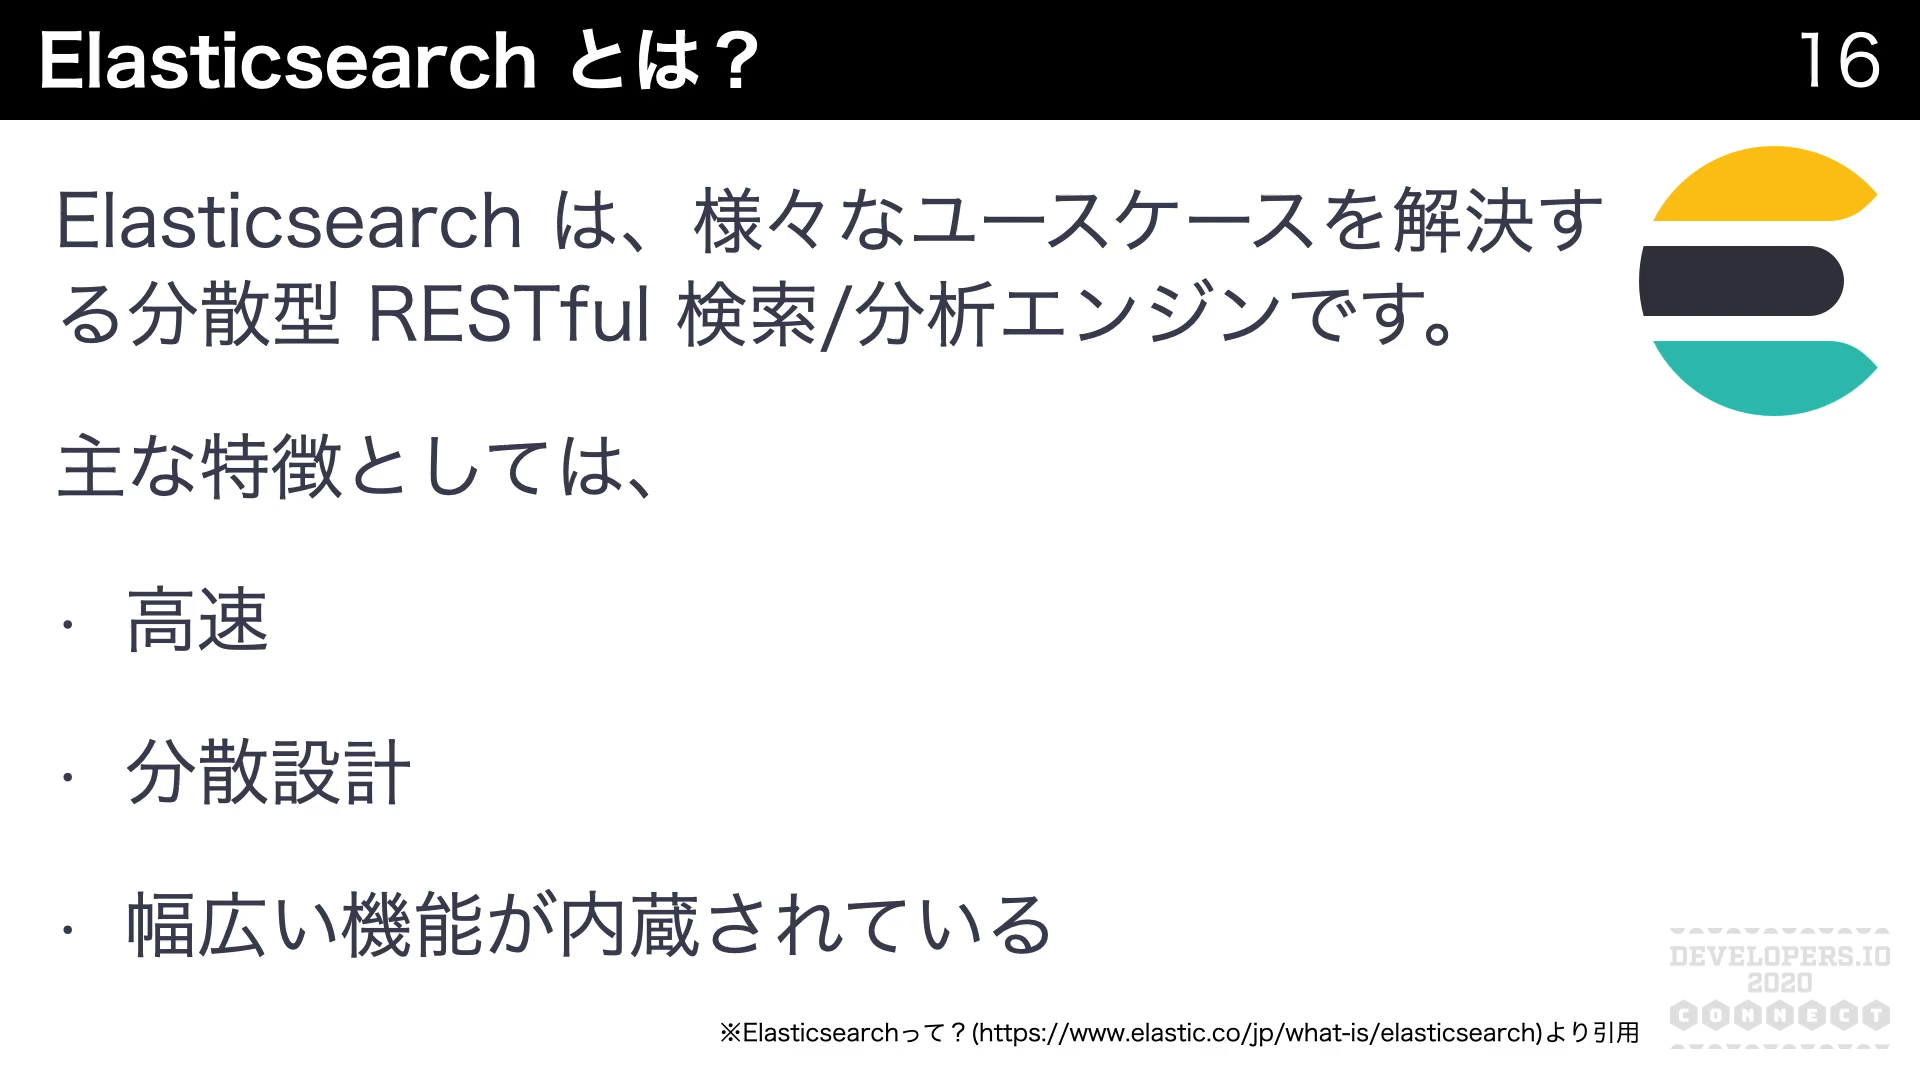 Elasticsearch とは？
16
Elasticsearch は、様々なユースケースを解決す
る分散型 RESTful 検索/分析エンジンです。
主な特徴としては、
・ 高速
・ 分散設計
・ 幅広い機能が内蔵されている
※Elasticsearchって？(https://www.elastic.co/jp/what-is/elasticsearch)より引用
DEVELOPERS.IO
2020
CONNECT